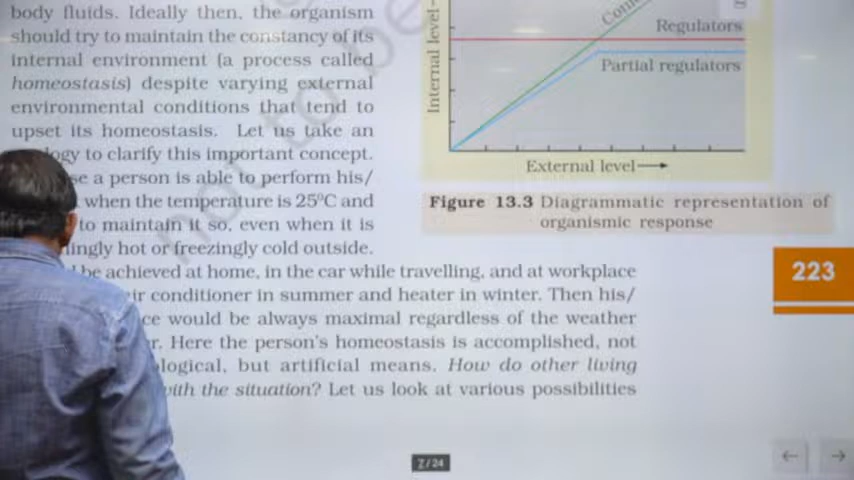 body fluids. Ideally then, the organism
should try to maintain the constancy of its
internal environment (a process called
homeostasis) despite varying external
environmental conditions that tend to
upset its homeostasis. Let us take an
ogy to clarify this important concept.
se a person is able to perform his/
when the temperature is 25°C and
to maintain it so, even when it is
ingly hot or freezingly cold outside.
be achieved at home, in the car while travelling, and at workplace
ir conditioner in summer and heater in winter. Then his/
ce would be always maximal regardless of the weather
r. Here the person's homeostasis is accomplished, not
logical, but artificial means. How do other living
with the situation? Let us look at various possibilities
Internal level
Regulators
Partial regulators
External level
Figure 13.3 Diagrammatic representation of
organismic response
223
7/24
not to be